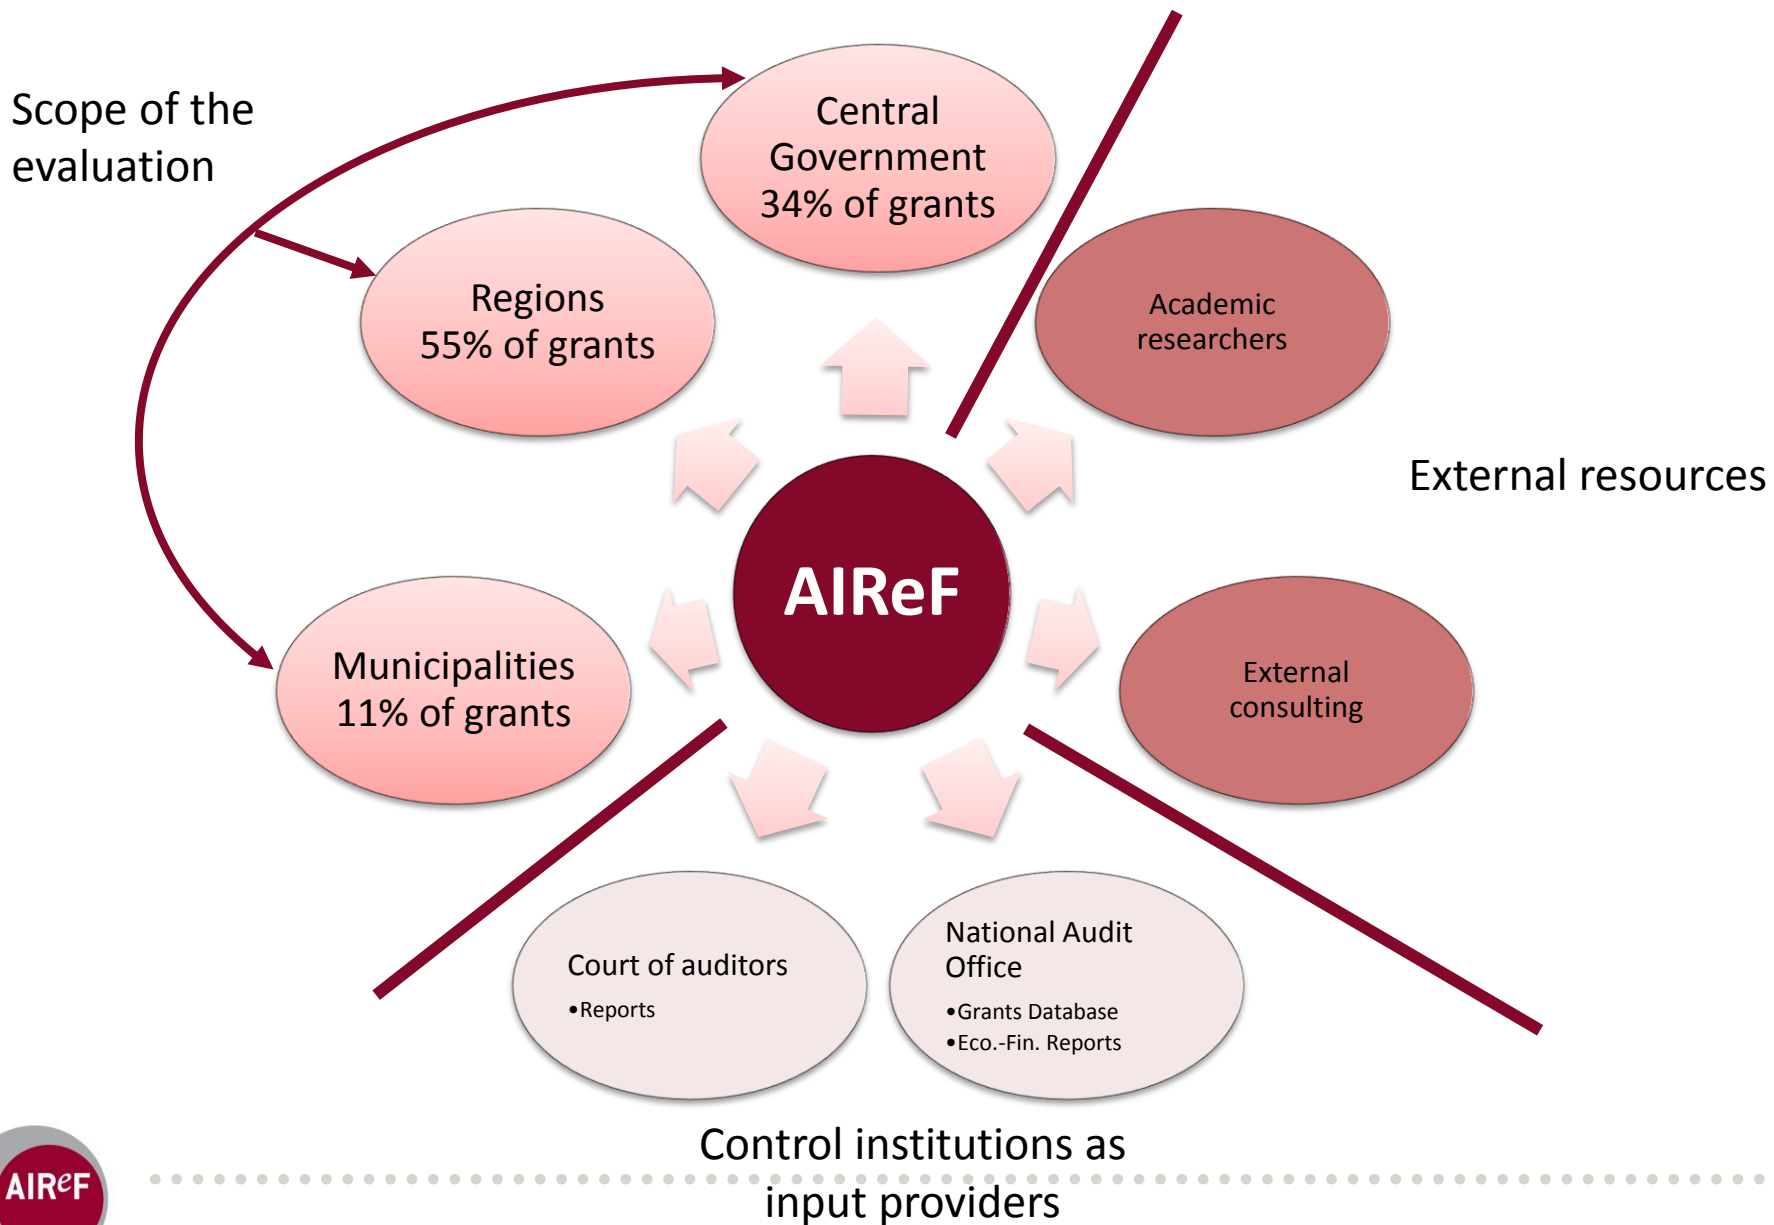 Scope of the
evaluation
Central
Government
34% of grants
Regions
55% of grants
Academic
researchers
External resources
AIReF
Municipalities
11% of grants
External
consulting
Court of auditors
•Reports
National Audit
Office
•Grants Database
•Eco.-Fin. Reports
Control institutions as
input providers
AIReF